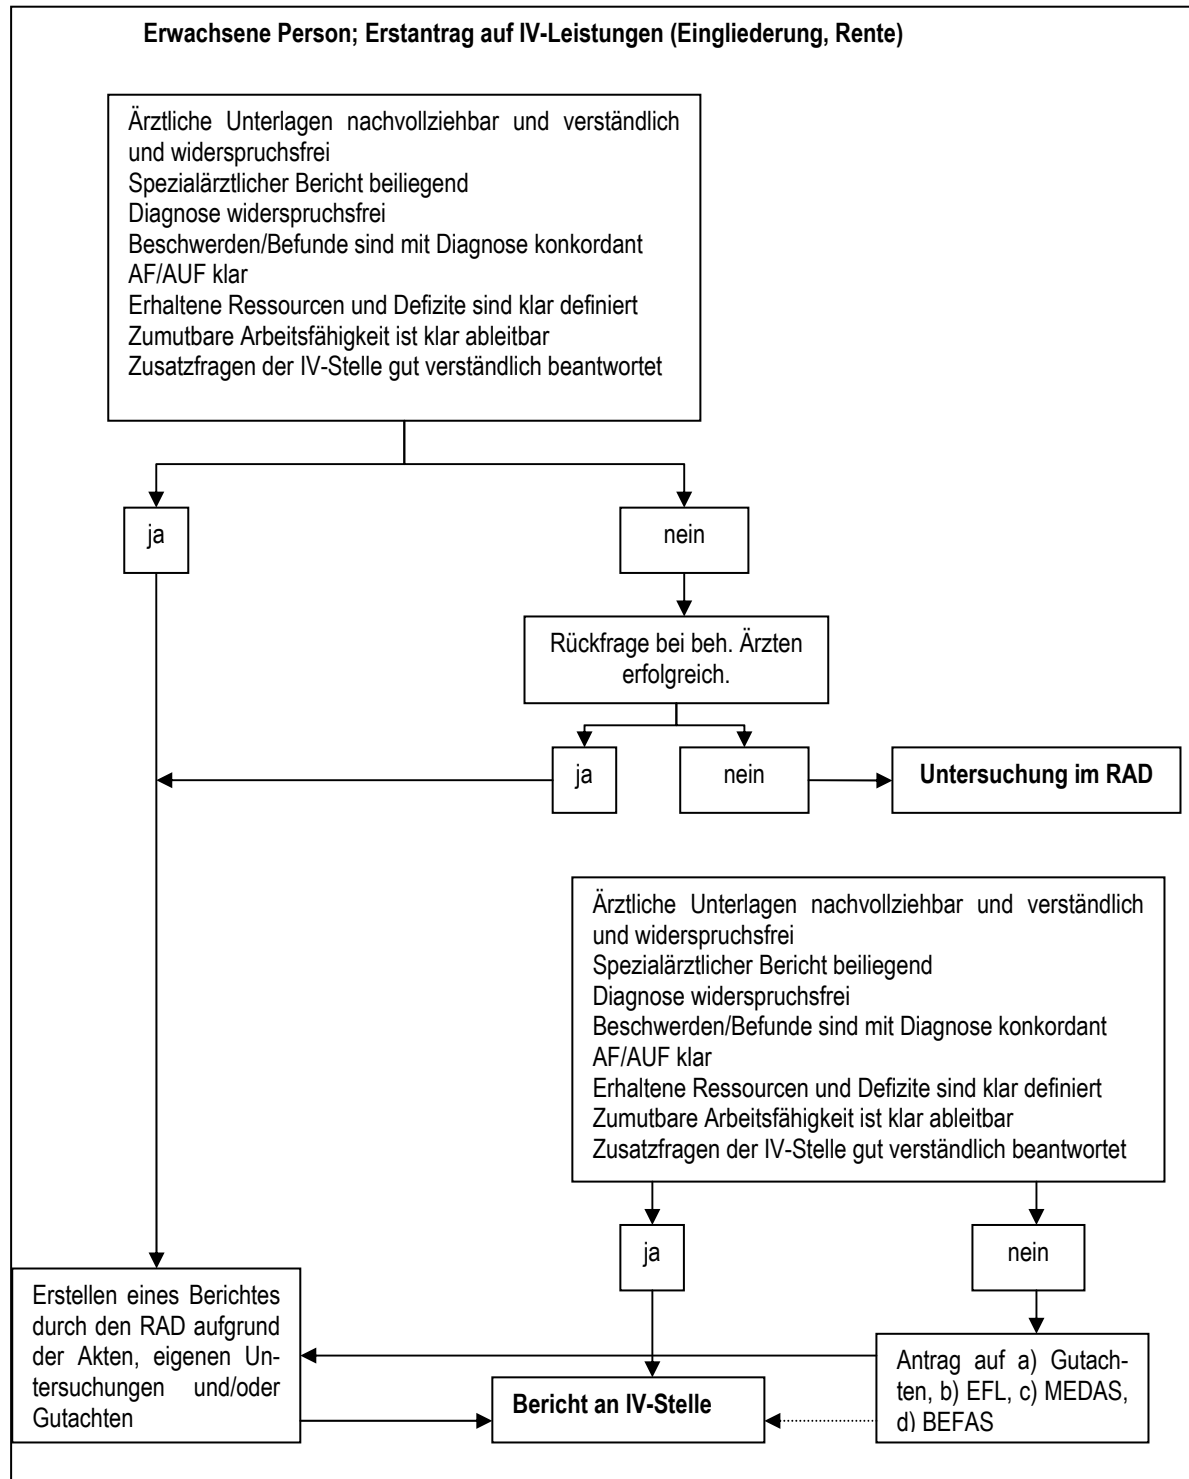 Erwachsene Person; Erstantrag auf IV-Leistungen (Eingliederung, Rente)
Ärztliche Unterlagen nachvollziehbar und verständlich
und widerspruchsfrei
Spezialärztlicher Bericht beiliegend
Diagnose widerspruchsfrei
Beschwerden/Befunde sind mit Diagnose konkordant
AF/AUF klar
Erhaltene Ressourcen und Defizite sind klar definiert
Zumutbare Arbeitsfähigkeit ist klar ableitbar
Zusatzfragen der IV-Stelle gut verständlich beantwortet
ja
nein
Rückfrage bei beh. Ärzten
erfolgreich.
ja
nein
Untersuchung im RAD
Ärztliche Unterlagen nachvollziehbar und verständlich
und widerspruchsfrei
Spezialärztlicher Bericht beiliegend
Diagnose widerspruchsfrei
Beschwerden/Befunde sind mit Diagnose konkordant
AF/AUF klar
Erhaltene Ressourcen und Defizite sind klar definiert
Zumutbare Arbeitsfähigkeit ist klar ableitbar
Zusatzfragen der IV-Stelle gut verständlich beantwortet
ja
nein
Erstellen eines Berichtes
durch den RAD aufgrund
der Akten, eigenen Un-
tersuchungen und/oder
Gutachten
Bericht an IV-Stelle
Antrag auf a) Gutach-
ten, b) EFL, c) MEDAS,
d) BEFAS